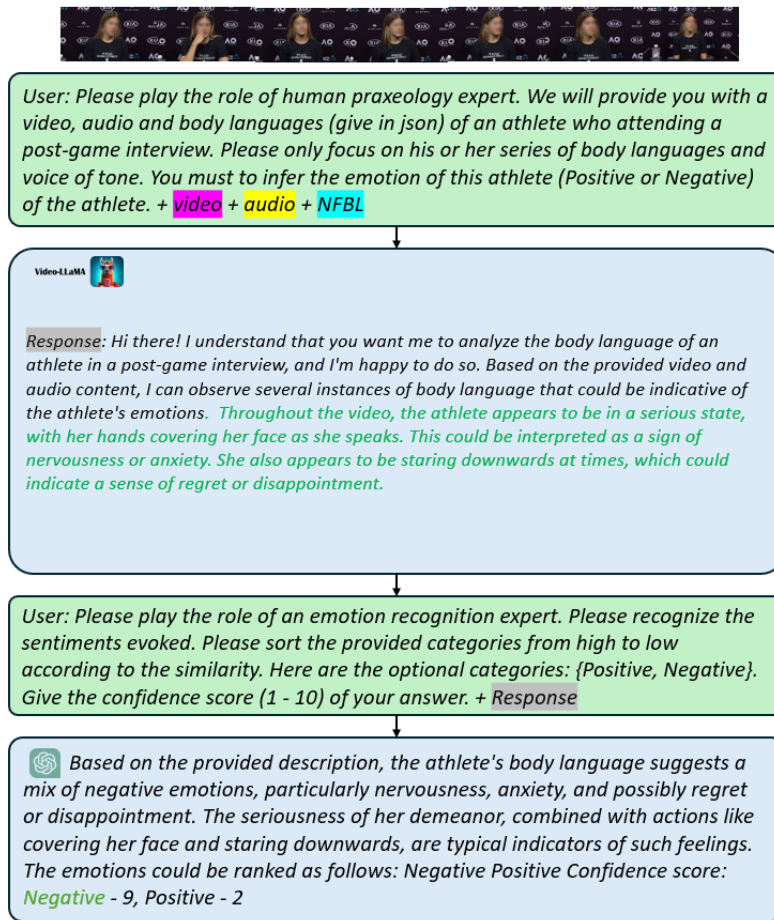 User: Please play the role of human praxeology expert. We will provide you with a
video, audio and body languages (give in json) of an athlete who attending a
post-game interview. Please only focus on his or her series of body languages and
voice of tone. You must to infer the emotion of this athlete (Positive or Negative)
of the athlete. + video + audio + NFBL
Video-LLaMA
Response: Hi there! I understand that you want me to analyze the body language of an
athlete in a post-game interview, and I'm happy to do so. Based on the provided video and
audio content, I can observe several instances of body language that could be indicative of
the athlete's emotions. Throughout the video, the athlete appears to be in a serious state,
with her hands covering her face as she speaks. This could be interpreted as a sign of
nervousness or anxiety. She also appears to be staring downwards at times, which could
indicate a sense of regret or disappointment.
User: Please play the role of an emotion recognition expert. Please recognize the
sentiments evoked. Please sort the provided categories from high to low
according to the similarity. Here are the optional categories: {Positive, Negative}.
Give the confidence score (1 - 10) of your answer. + Response
Based on the provided description, the athlete's body language suggests a
mix of negative emotions, particularly nervousness, anxiety, and possibly regret
or disappointment. The seriousness of her demeanor, combined with actions like
covering her face and staring downwards, are typical indicators of such feelings.
The emotions could be ranked as follows: Negative Positive Confidence score:
Negative - 9, Positive - 2